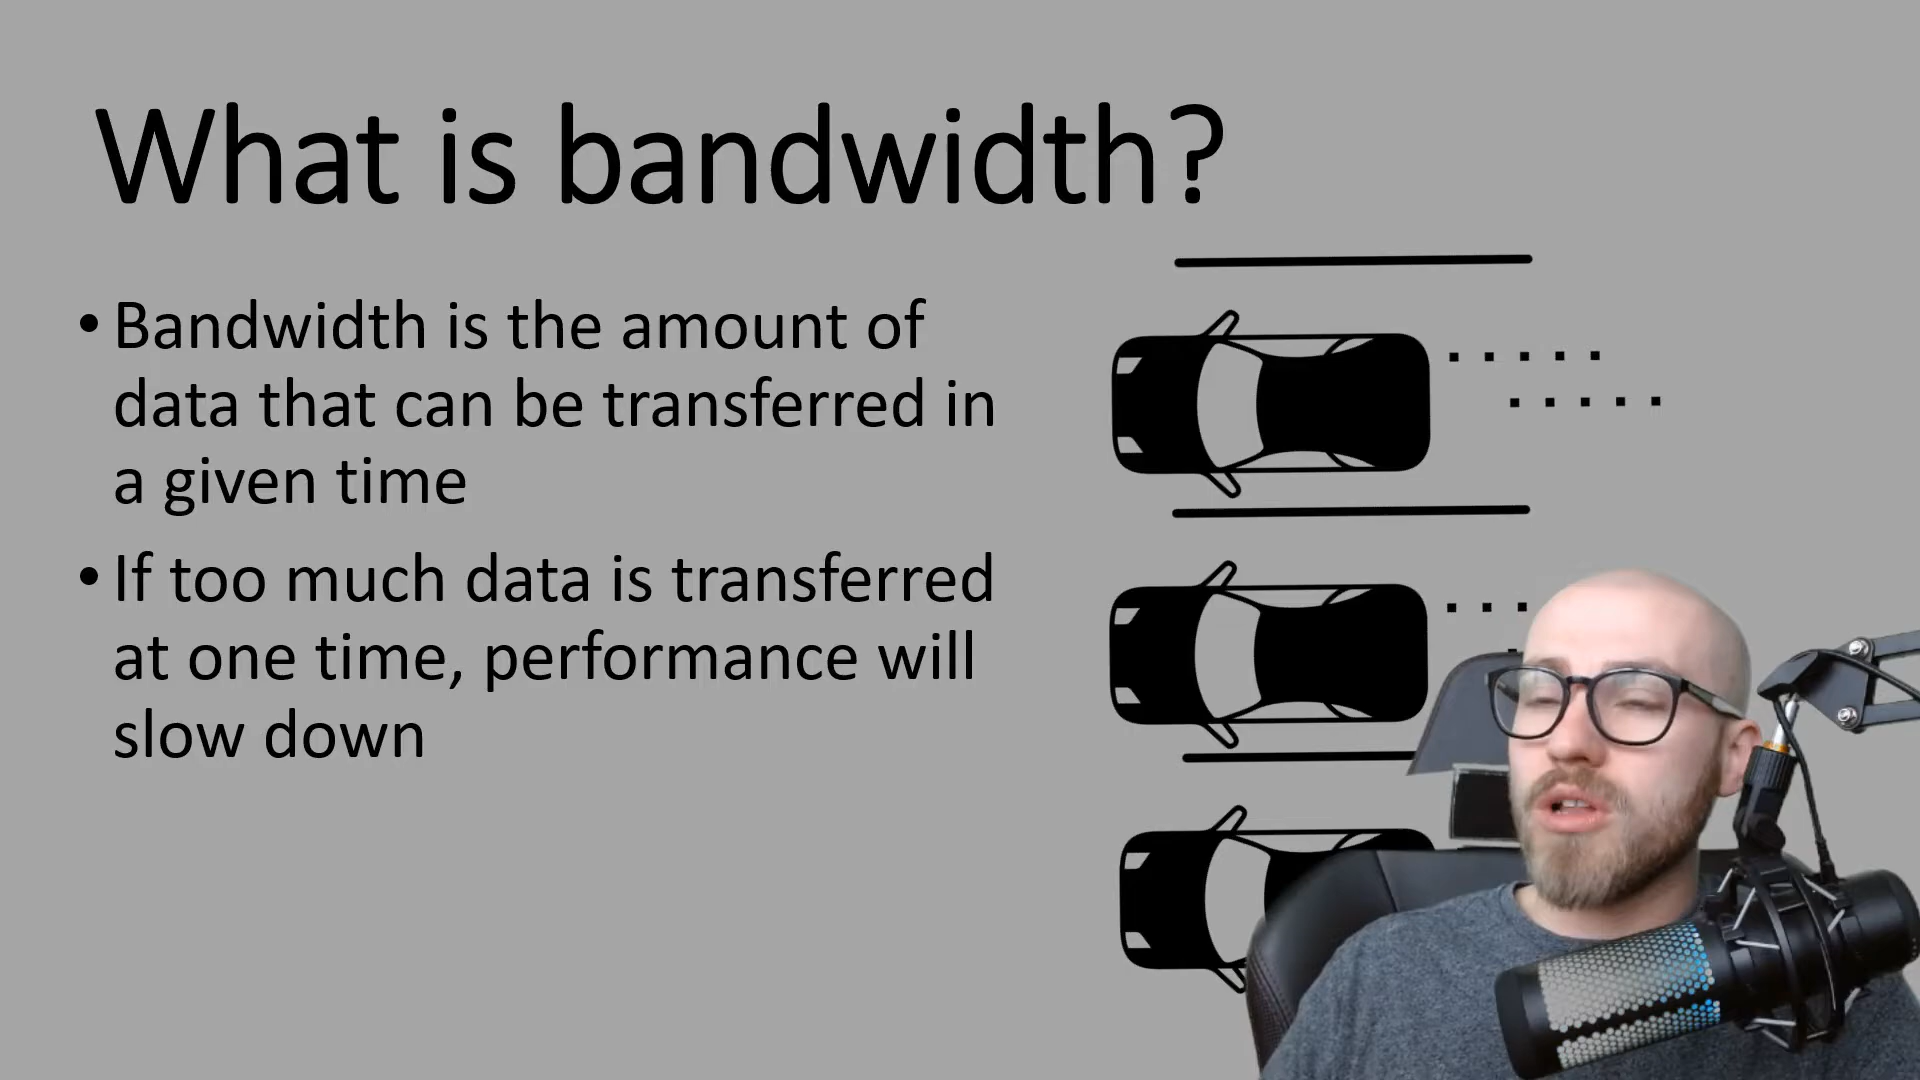 What is bandwidth?
• Bandwidth is the amount of
data that can be transferred in
a given time
• If too much data is transferred
at one time, performance will
slow down